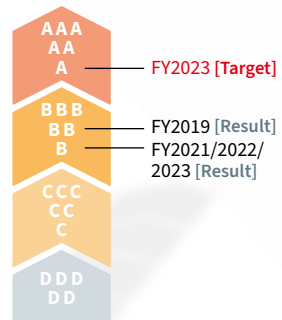 AAA
AA
A
FY2023 [Target]
BBB
BB
FY2019 [Result]
B
FY2021/2022/
2023 [Result]
CCC
CC
C
DDD
DD